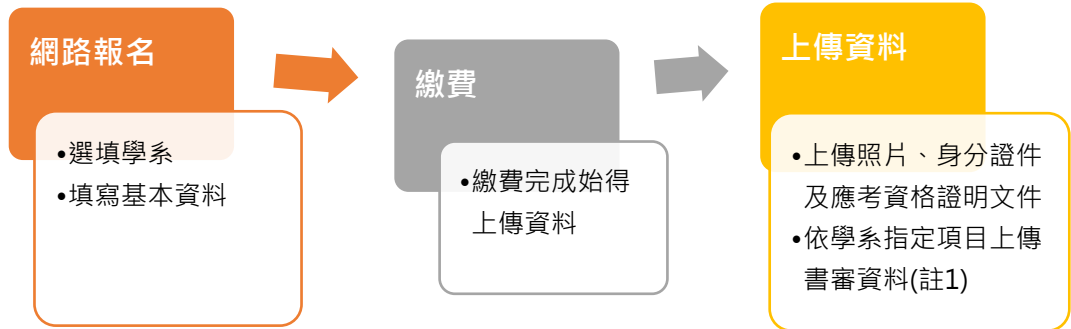 網路報名
•選填學系
•填寫基本資料
繳費
•繳費完成始得
上傳資料
上傳資料
•上傳照片、身分證件
及應考資格證明文件
•依學系指定項目上傳
書審資料(註1)